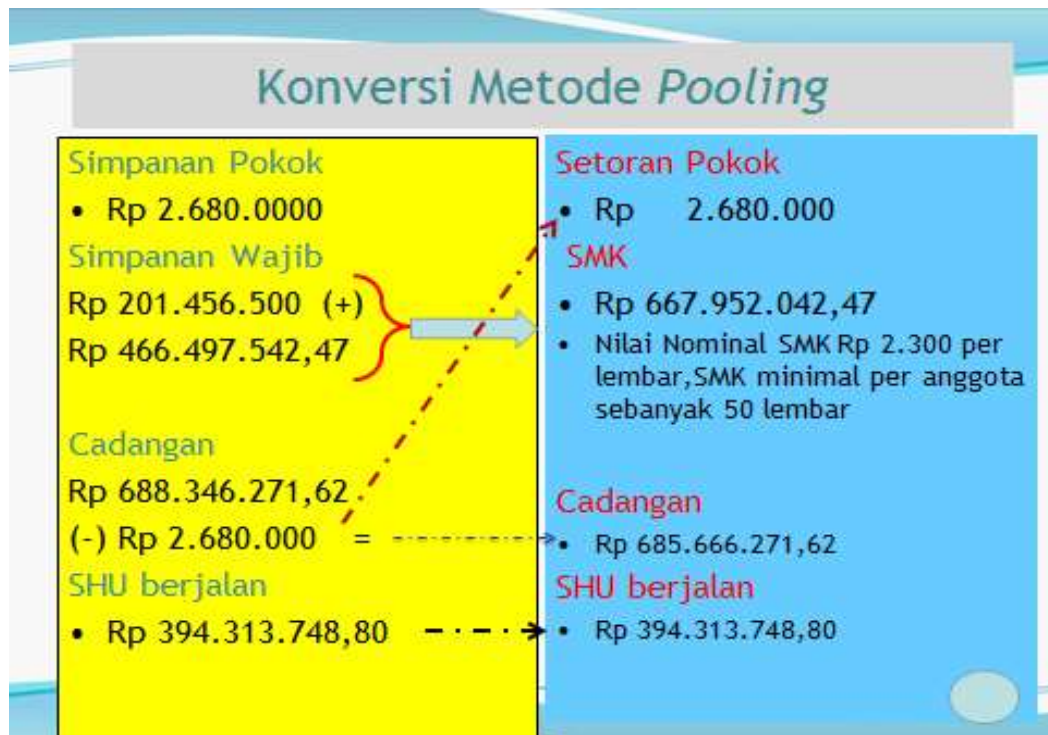 Konversi Metode Pooling
Simpanan Pokok
• Rp 2.680.0000
Simpanan Wajib
Rp 201.456.500 (+)
Rp 466.497.542,47
Cadangan
Rp 688.346.271,62
(-) Rp 2.680.000 =
SHU berjalan
• Rp 394.313.748,80
Setoran Pokok
• Rp 2.680.000
SMK
• Rp 667.952.042,47
• Nilai Nominal SMK Rp 2.300 per
lembar,SMK minimal per anggota
sebanyak 50 lembar
Cadangan
• Rp 685.666.271,62
SHU berjalan
• Rp 394.313.748,80